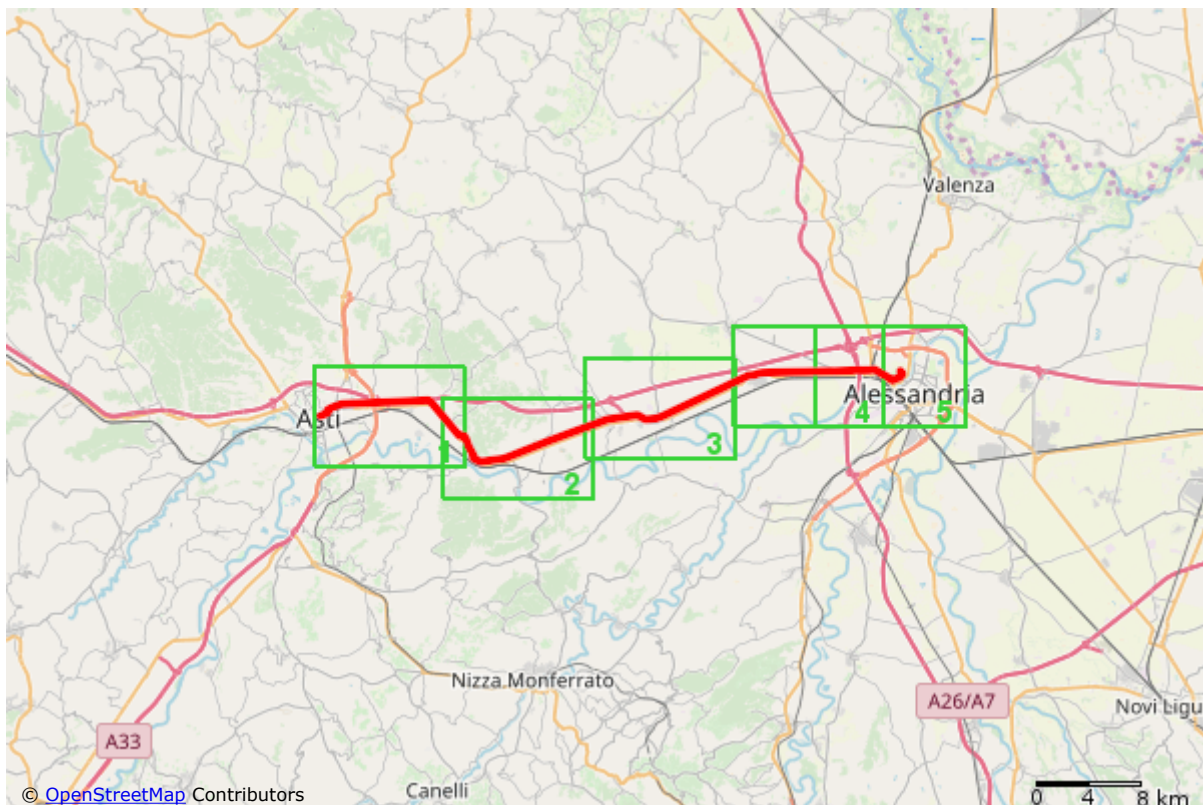 Valenza
Asti
Alessandria
1
2
3
4
5
Nizza Monferrato
A26/A7
Novi Ligu
A33
Canelli
© OpenStreetMap Contributors
0 4 8 km